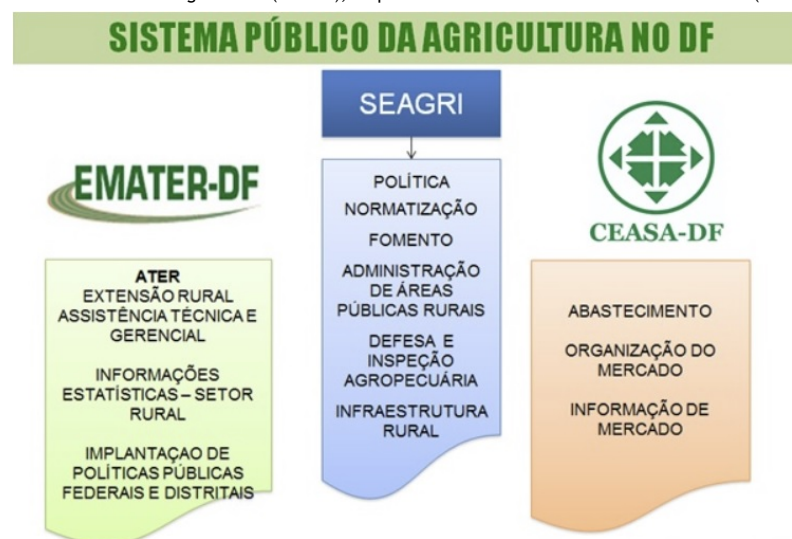 SISTEMA PÚBLICO DA AGRICULTURA NO DF
EMATER-DF
ATER
EXTENSÃO RURAL
ASSISTÊNCIA TÉCNICA E
GERENCIAL
INFORMAÇÕES
ESTATÍSTICAS – SETOR
RURAL
IMPLANTAÇAO DE
POLÍTICAS PÚBLICAS
FEDERAIS E DISTRITAIS
SEAGRI
POLÍTICA
NORMATIZAÇÃO
FOMENTO
ADMINISTRAÇÃO
DE ÁREAS
PÚBLICAS RURAIS
DEFESA E
INSPEÇÃO
AGROPECUÁRIA
INFRAESTRUTURA
RURAL
CEASA-DF
ABASTECIMENTO
ORGANIZAÇÃO DO
MERCADO
INFORMAÇÃO DE
MERCADO